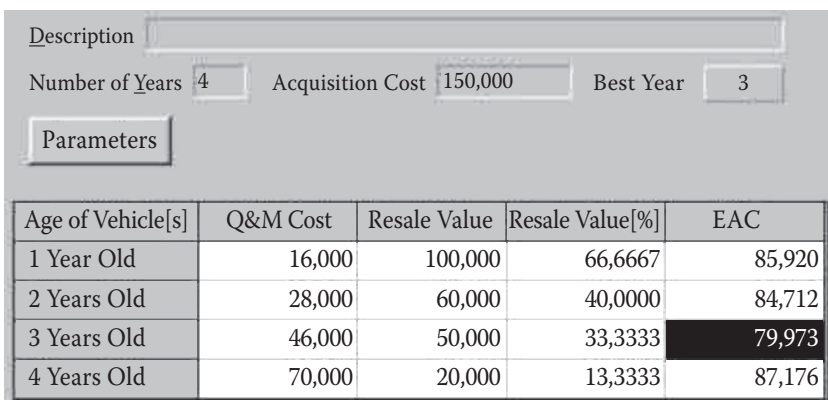 Description
Number of Years 4 Acquisition Cost 150,000 Best Year 3
Parameters
Age of Vehicle[s] Q&M Cost Resale Value Resale Value[%] EAC
1 Year Old 16,000 100,000 66,6667 85,920
2 Years Old 28,000 60,000 40,0000 84,712
3 Years Old 46,000 50,000 33,3333 79,973
4 Years Old 70,000 20,000 13,3333 87,176